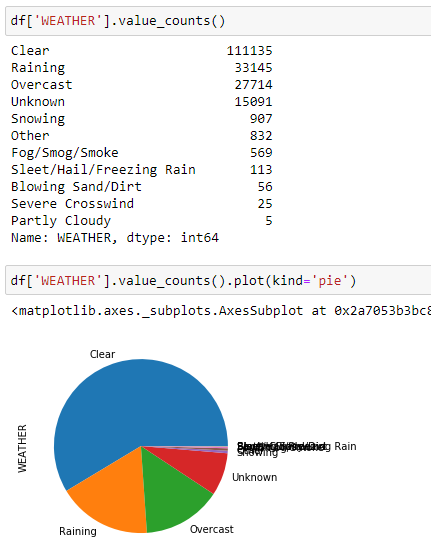 df['WEATHER'].value_counts()
Clear 111135
Raining 33145
Overcast 27714
Unknown 15091
Snowing 907
Other 832
Fog/Smog/Smoke 569
Sleet/Hail/Freezing Rain 113
Blowing Sand/Dirt 56
Severe Crosswind 25
Partly Cloudy 5
Name: WEATHER, dtype: int64
df['WEATHER'].value_counts().plot(kind='pie')
<matplotlib.axes._subplots.AxesSubplot at 0x2a7053b3bc8
Clear
WEATHER
Rain
Snowing
Unknown
Overcast
Raining